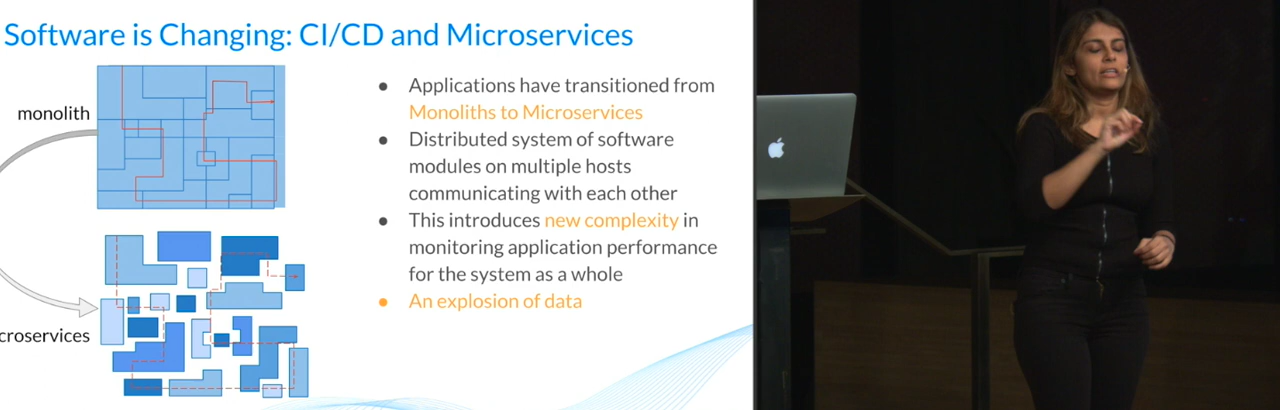 Software is Changing: CI/CD and Microservices
monolith
croservices
● Applications have transitioned from
Monoliths to Microservices
● Distributed system of software
modules on multiple hosts
communicating with each other
● This introduces new complexity in
monitoring application performance
for the system as a whole
● An explosion of data